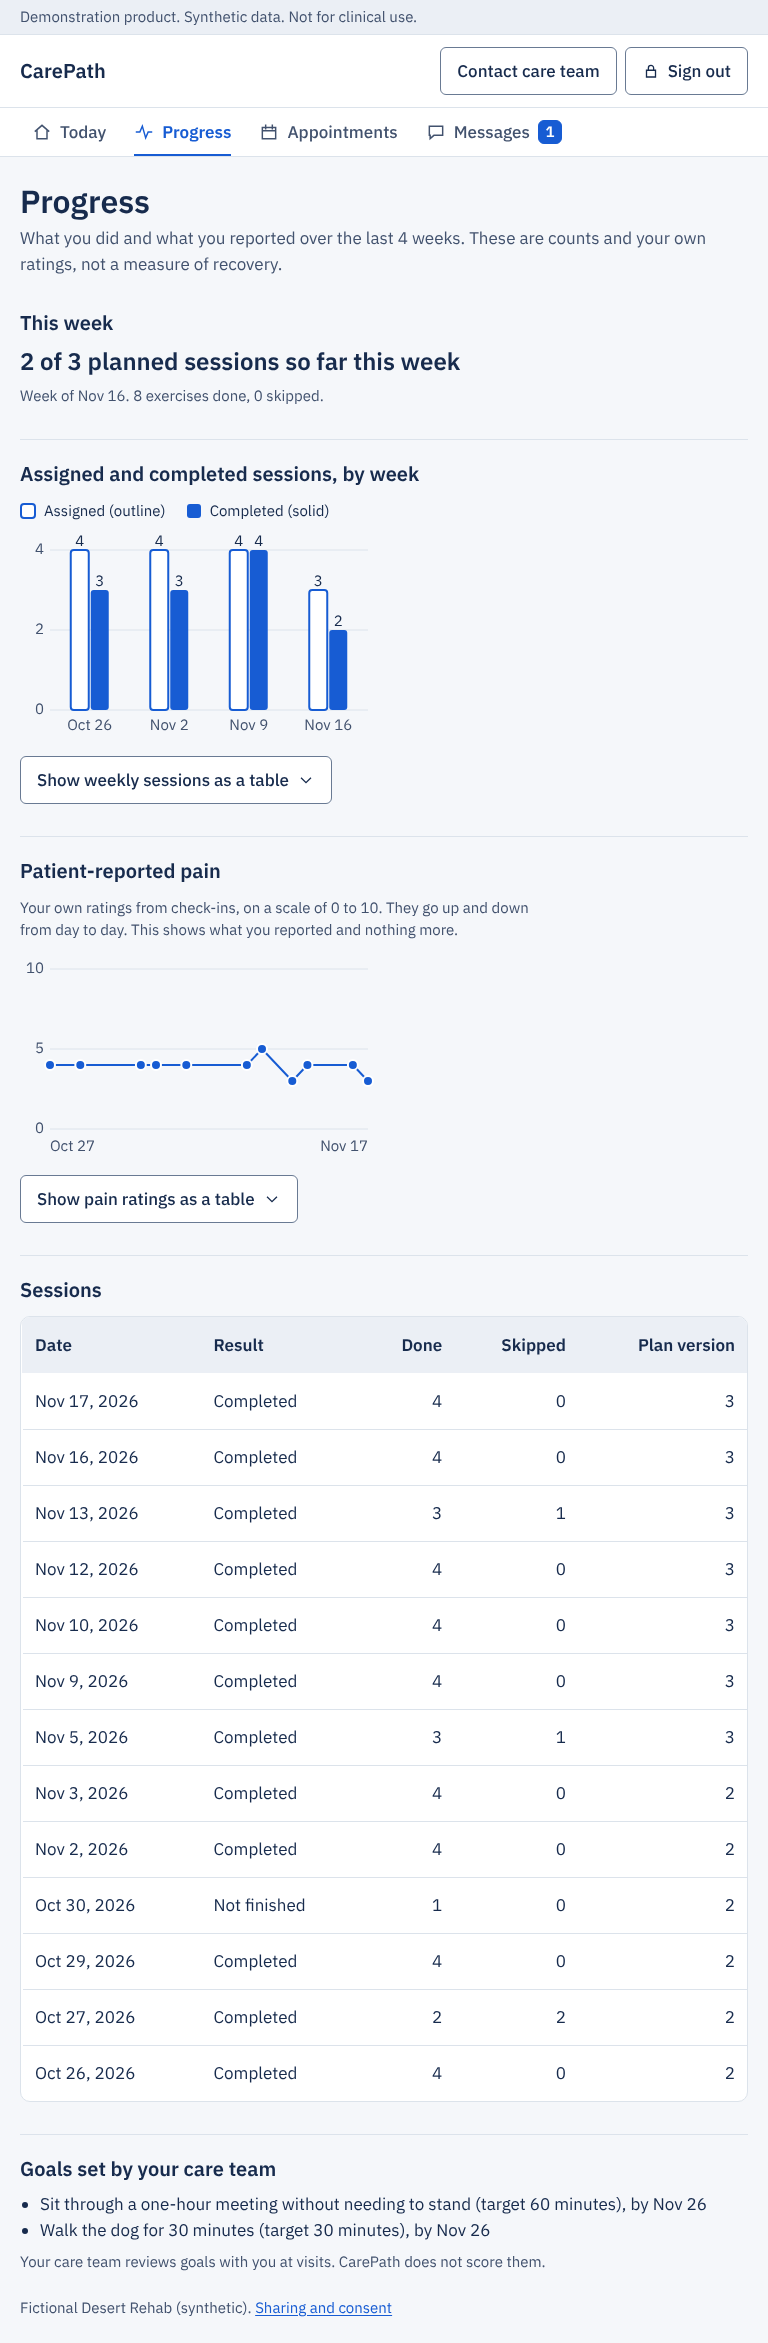 Demonstration product. Synthetic data. Not for clinical use.
CarePath
Contact care team
Sign out
Today
Progress
Appointments
Messages 1
Progress
What you did and what you reported over the last 4 weeks. These are counts and your own
ratings, not a measure of recovery.
This week
2 of 3 planned sessions so far this week
Week of Nov 16. 8 exercises done, 0 skipped.
Assigned and completed sessions, by week
Assigned (outline) Completed (solid)
4 4 4 4
4
3 3 3
2
2
0
Oct 26 Nov 2 Nov 9 Nov 16
Show weekly sessions as a table
Patient-reported pain
Your own ratings from check-ins, on a scale of 0 to 10. They go up and down
from day to day. This shows what you reported and nothing more.
10
5
0
Oct 27 Nov 17
Show pain ratings as a table
Sessions
Date Result Done Skipped Plan version
Nov 17, 2026 Completed 4 0 3
Nov 16, 2026 Completed 4 0 3
Nov 13, 2026 Completed 3 1 3
Nov 12, 2026 Completed 4 0 3
Nov 10, 2026 Completed 4 0 3
Nov 9, 2026 Completed 4 0 3
Nov 5, 2026 Completed 3 1 3
Nov 3, 2026 Completed 4 0 2
Nov 2, 2026 Completed 4 0 2
Oct 30, 2026 Not finished 1 0 2
Oct 29, 2026 Completed 4 0 2
Oct 27, 2026 Completed 2 2 2
Oct 26, 2026 Completed 4 0 2
Goals set by your care team
• Sit through a one-hour meeting without needing to stand (target 60 minutes), by Nov 26
• Walk the dog for 30 minutes (target 30 minutes), by Nov 26
Your care team reviews goals with you at visits. CarePath does not score them.
Fictional Desert Rehab (synthetic). Sharing and consent